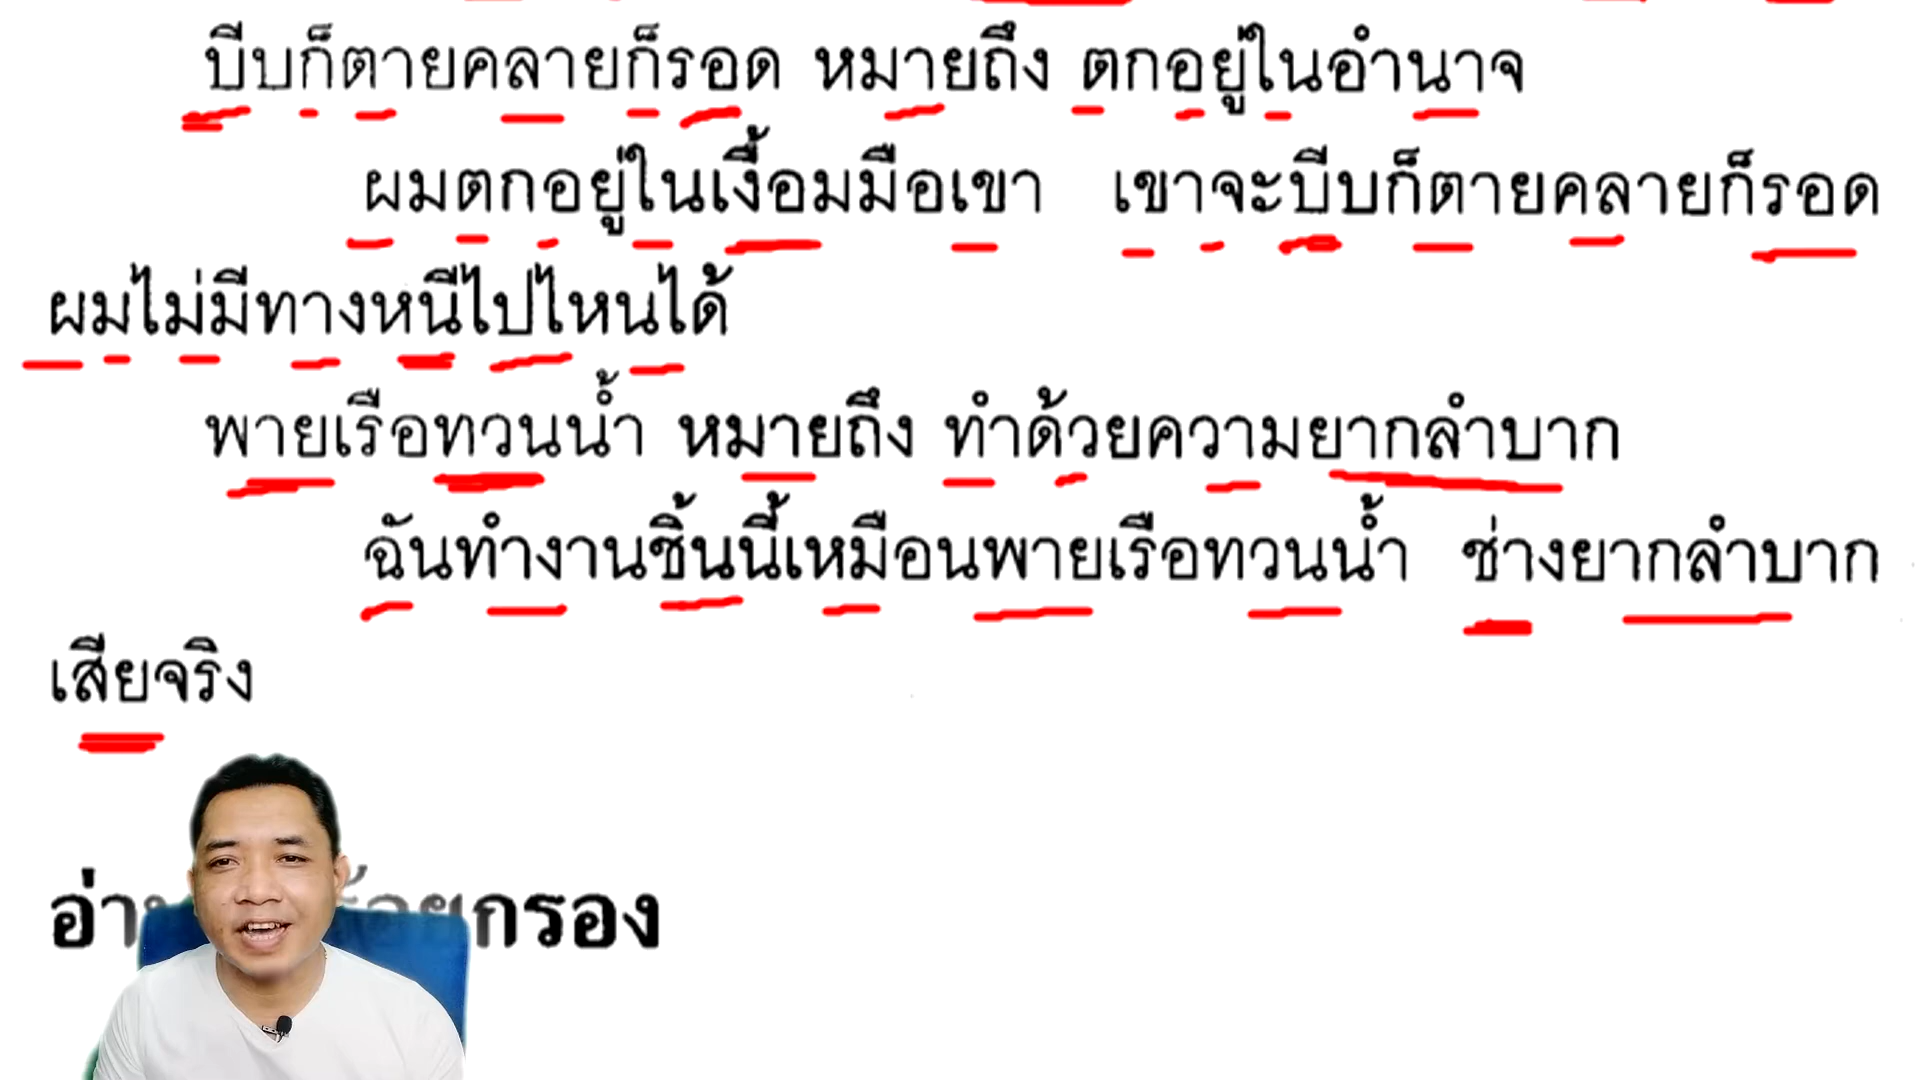 บีบก็ตายคลายก็รอด หมายถึง ตกอยู่ในอำนาจ
ผมตกอยู่ในเงื้อมมือเขา เขาจะบีบก็ตายคลายก็รอด
ผมไม่มีทางหนีไปไหนได้
พายเรือทวนน้ำ หมายถึง ทำด้วยความยากลำบาก
ฉันทำงานชิ้นนี้เหมือนพายเรือทวนน้ำ ช่างยากลำบาก
เสียจริง